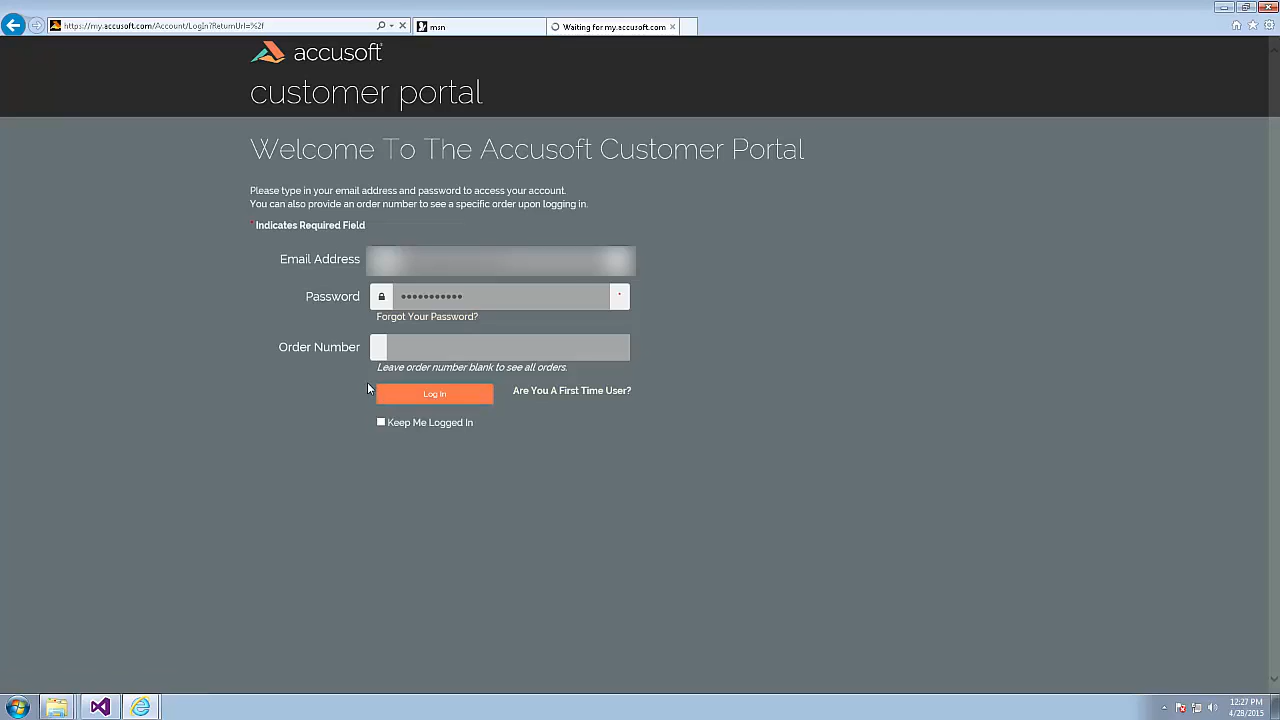 https://my.accusoft.com/Account/LogIn?ReturnUrl=%2f
msn
Waiting for my.accusoft.com
accusoft
customer portal
Welcome To The Accusoft Customer Portal
Please type in your email address and password to access your account.
You can also provide an order number to see a specific order upon logging in.
* Indicates Required Field
Email Address
Password
*
Forgot Your Password?
Order Number
Leave order number blank to see all orders.
Log In
Are You A First Time User?
Keep Me Logged In
12:27 PM
4/28/2015